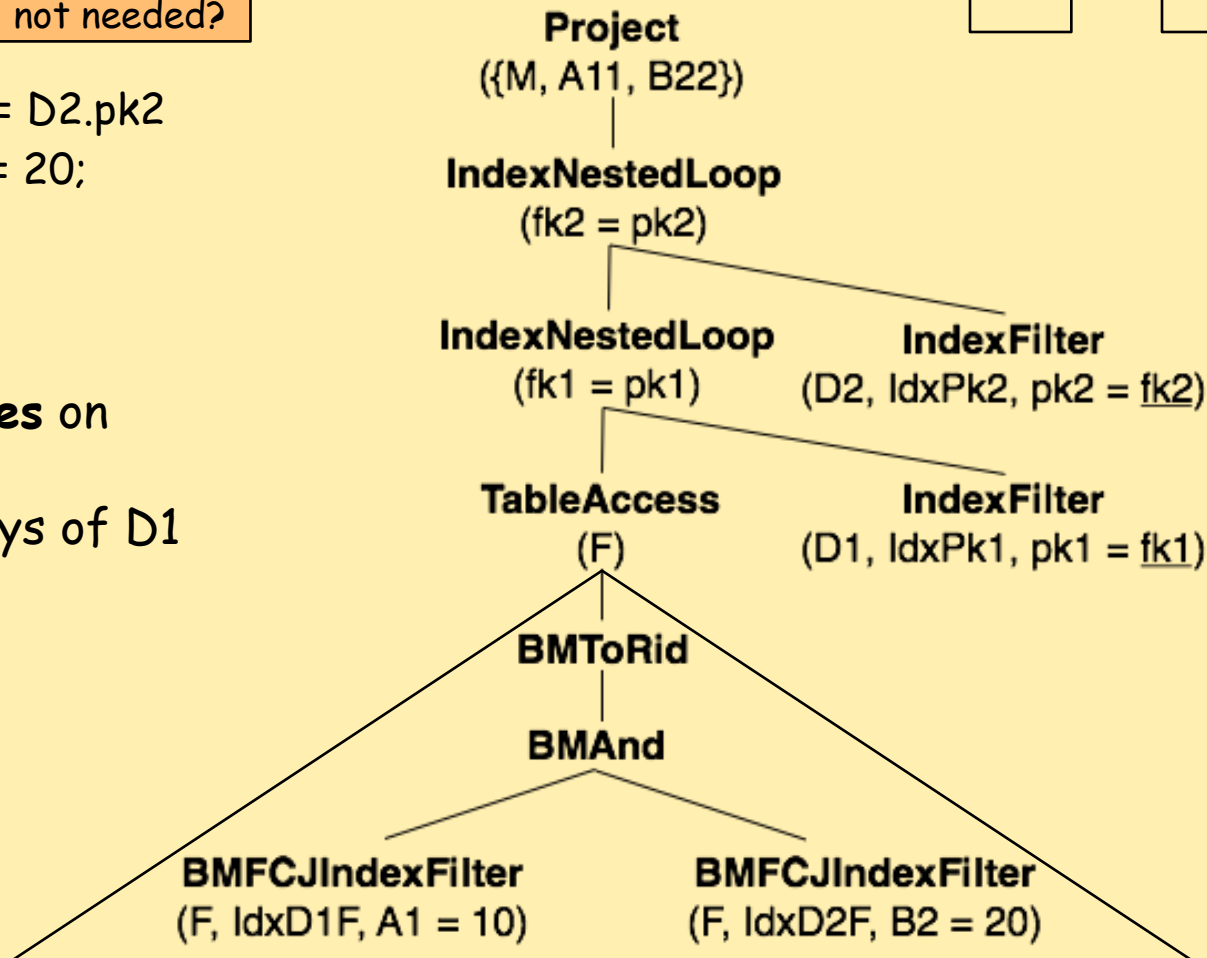 not needed?
= D2.pk2
= 20;
es on
ys of D1
Project
({M, A11, B22})
IndexNestedLoop
(fk2 = pk2)
IndexNestedLoop
(fk1 = pk1)
IndexFilter
(D2, IdxPk2, pk2 = fk2)
TableAccess
(F)
IndexFilter
(D1, IdxPk1, pk1 = fk1)
BMToRid
BMAnd
BMFCJIndexFilter
(F, IdxD1F, A1 = 10)
BMFCJIndexFilter
(F, IdxD2F, B2 = 20)